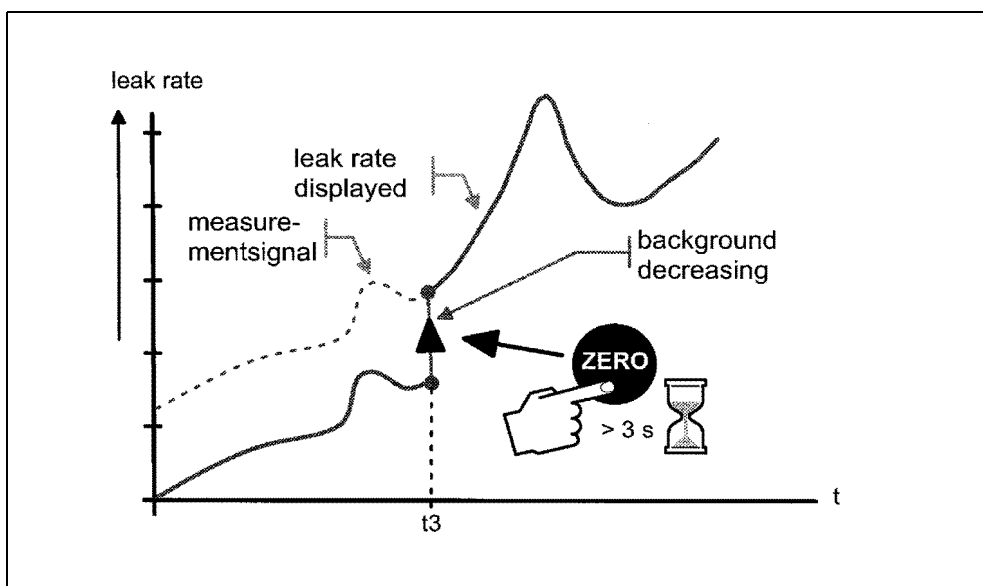 leak rate
leak rate
displayed
measure-
mentsignal
background
decreasing
ZERO
> 3 s
t
t3